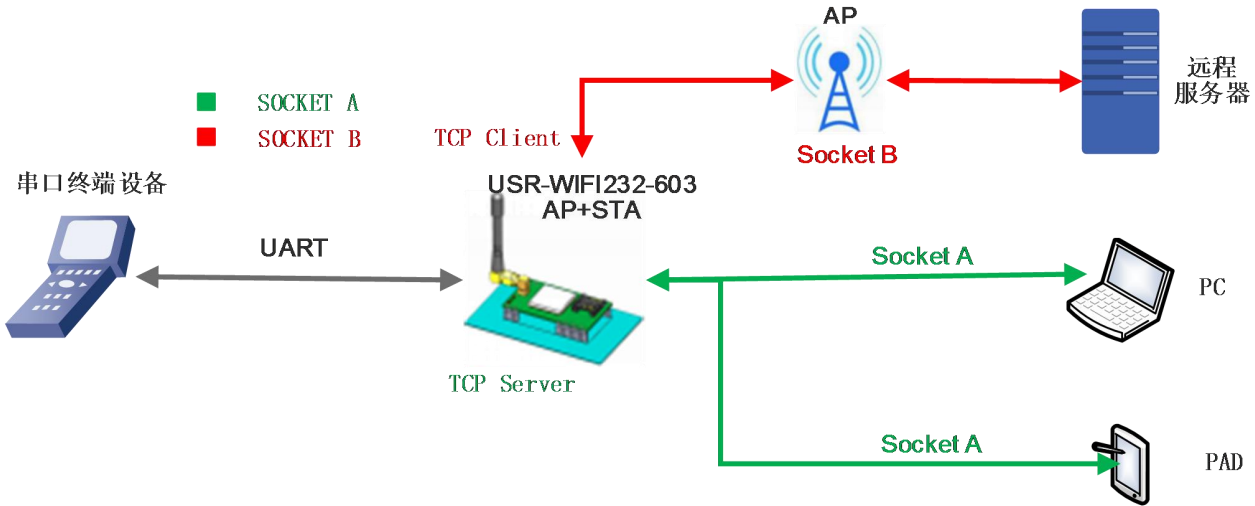 AP
远程
服务器
SOCKET A
SOCKET B
TCP Client
Socket B
串口终端设备
USR-WIFI232-603
AP+STA
UART
Socket A
PC
TCP Server
Socket A
PAD